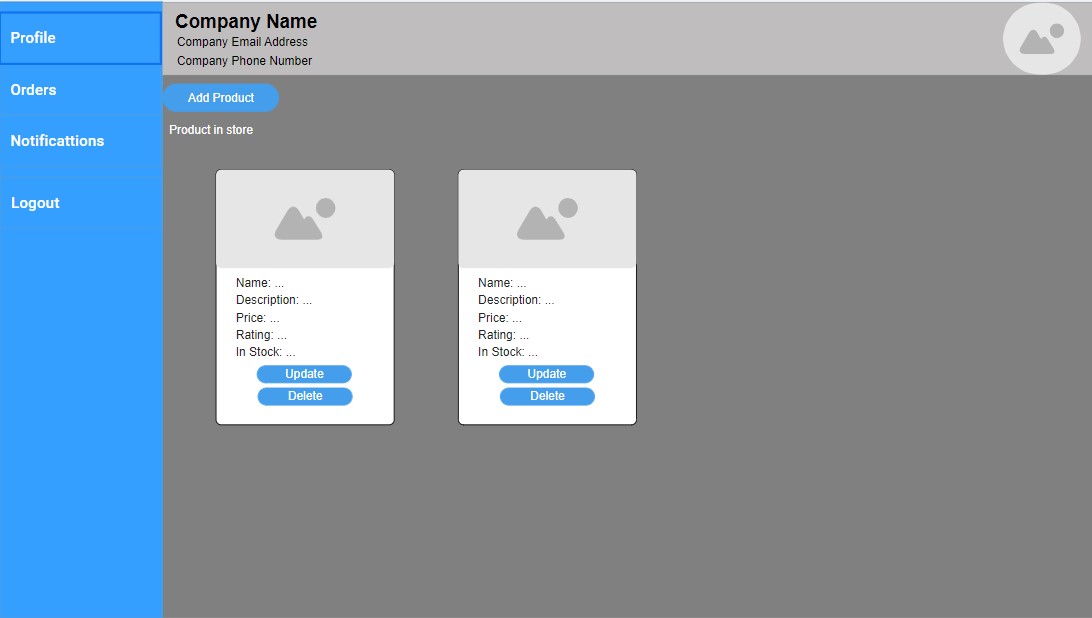 Profile
Orders
Notificattions
Logout
Company Name
Company Email Address
Company Phone Number
Add Product
Product in store
Name: ...
Description: ...
Price: ...
Rating: ...
In Stock: ...
Update
Delete
Name: ...
Description: ...
Price: ...
Rating: ...
In Stock: ...
Update
Delete